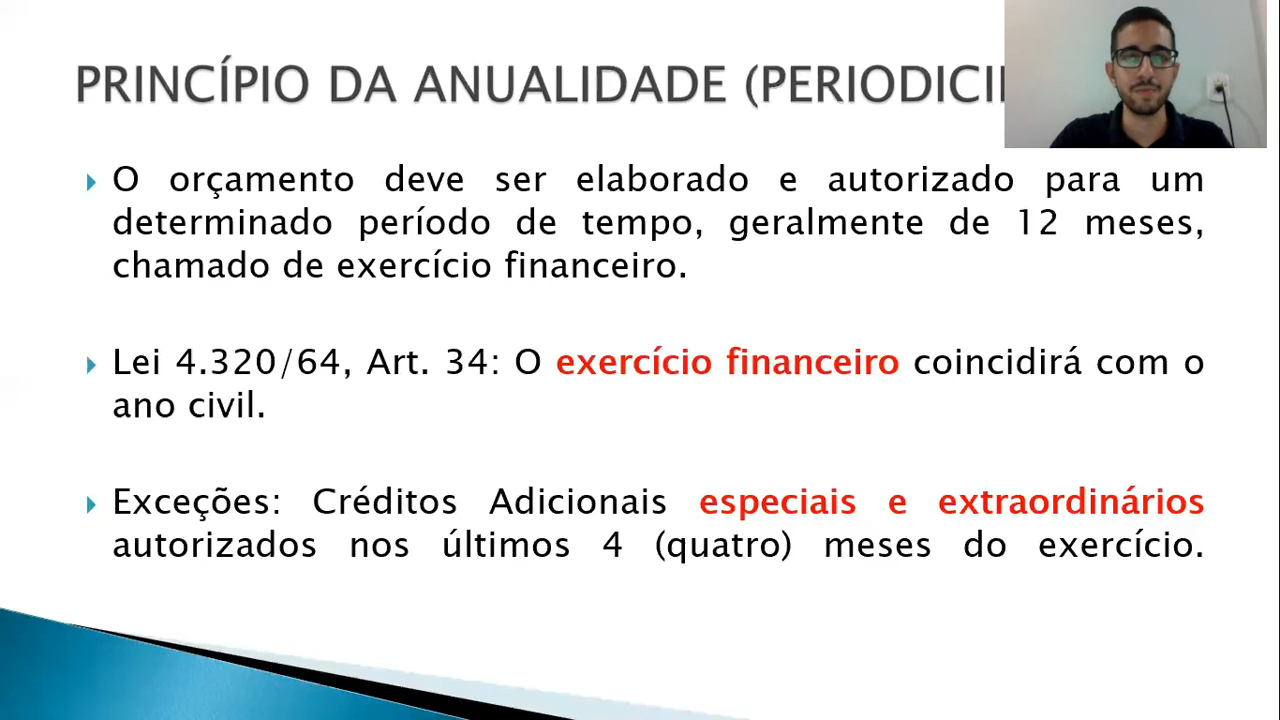 PRINCÍPIO DA ANUALIDADE
O orçamento deve ser elaborado e autorizado para um
determinado período de tempo, geralmente de 12 meses,
chamado de exercício financeiro.
Lei 4.320/64, Art. 34: O exercício financeiro coincidirá com o
ano civil.
Exceções: Créditos Adicionais especiais e extraordinários
autorizados nos últimos 4 (quatro) meses do exercício.